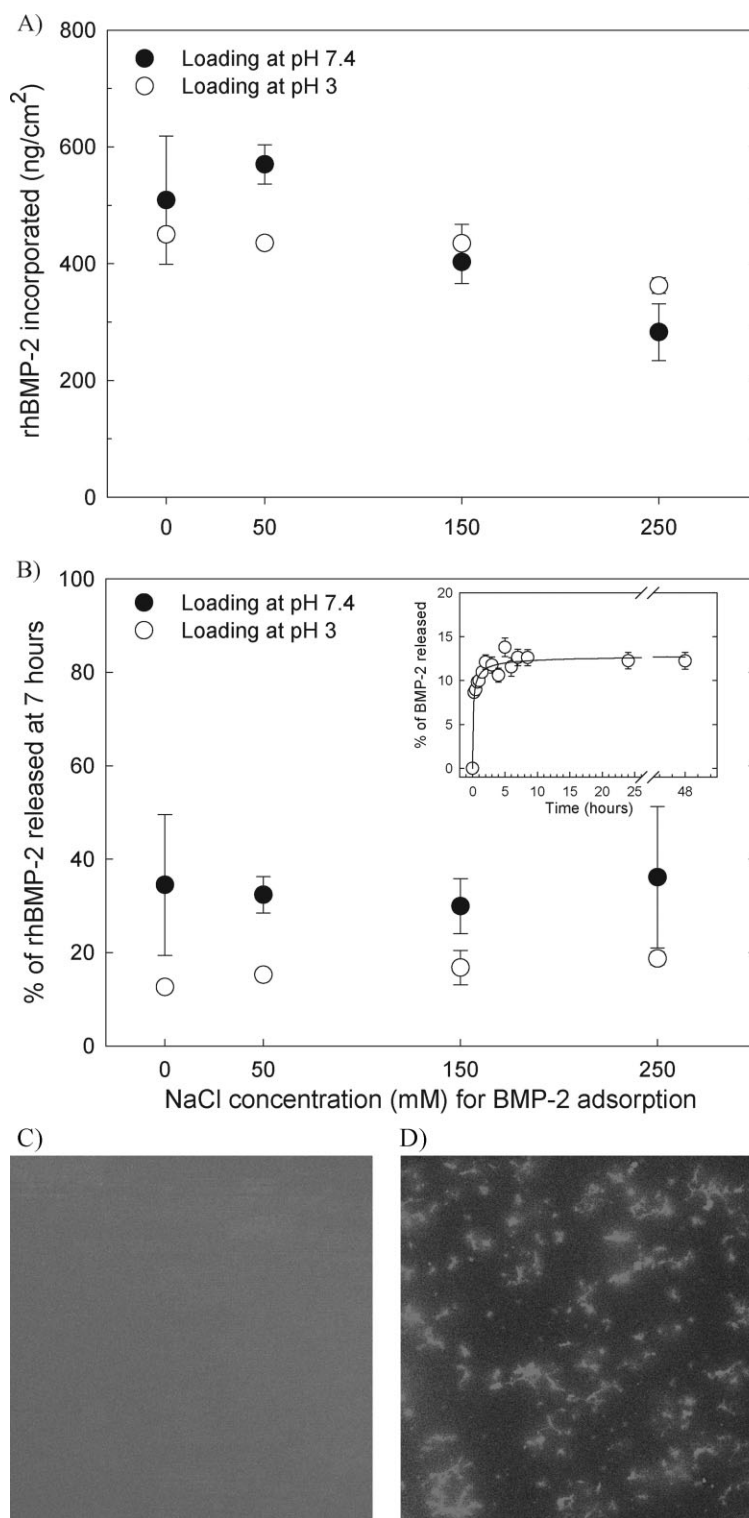 A)
rhBMP-2 incorporated (ng/cm²)
800
600
400
200
0
Loading at pH 7.4
Loading at pH 3
0 50 150 250
B)
% of rhBMP-2 released at 7 hours
100
80
60
40
20
0
Loading at pH 7.4
Loading at pH 3
% of BMP-2 released
20
15
10
5
0
0 5 10 15 20 25 48
Time (hours)
0 50 150 250
NaCl concentration (mM) for BMP-2 adsorption
C) D)